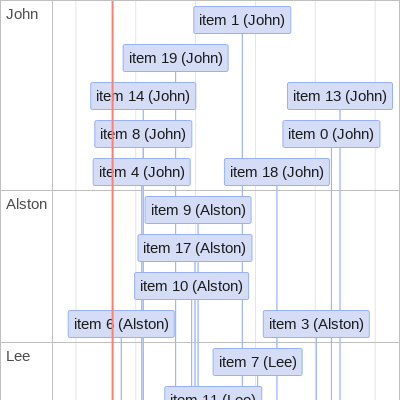 John
item 1 (John)
item 19 (John)
item 14 (John)
item 13 (John)
item 8 (John)
item 0 (John)
item 4 (John)
item 18 (John)
Alston
item 9 (Alston)
item 17 (Alston)
item 10 (Alston)
item 6 (Alston)
item 3 (Alston)
Lee
item 7 (Lee)
item 11 (Lee)